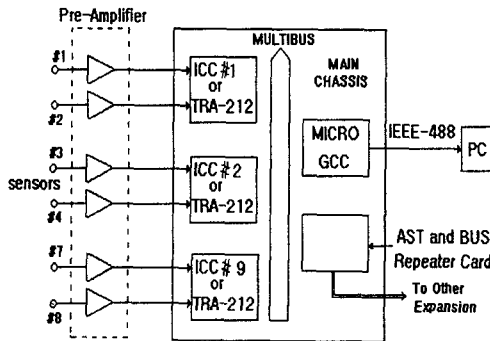 Pre-Amplifier
#1
#2
#3
sensors
#4
#7
#8
ICC #1
or
TRA-212
ICC #2
or
TRA-212
ICC #9
or
TRA-212
MULTIBUS
MAIN
CHASSIS
MICRO
GCC
IEEE-488
PC
AST and BUS
Repeater Card
To Other
Expansion